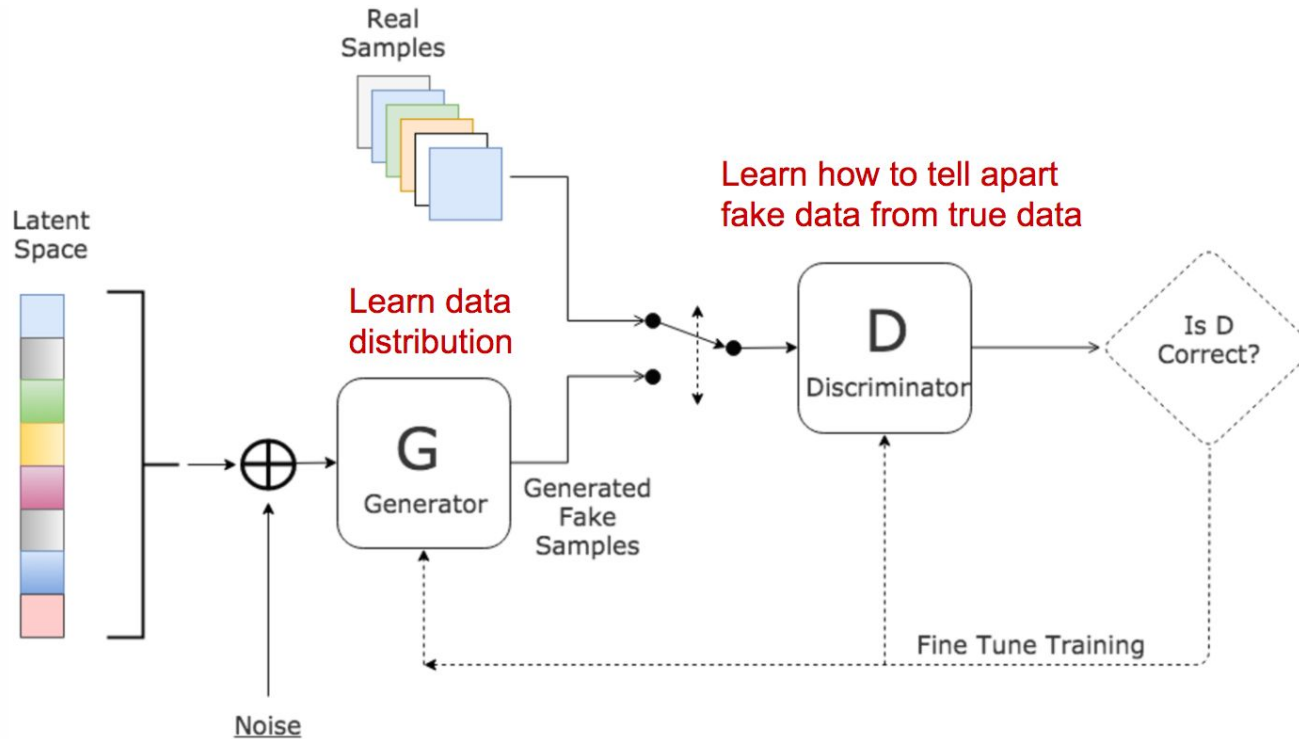 Real
Samples
Learn how to tell apart
fake data from true data
Latent
Space
Learn data
distribution
Is D
Correct?
D
Discriminator
G
Generator
Generated
Fake
Samples
Fine Tune Training
Noise